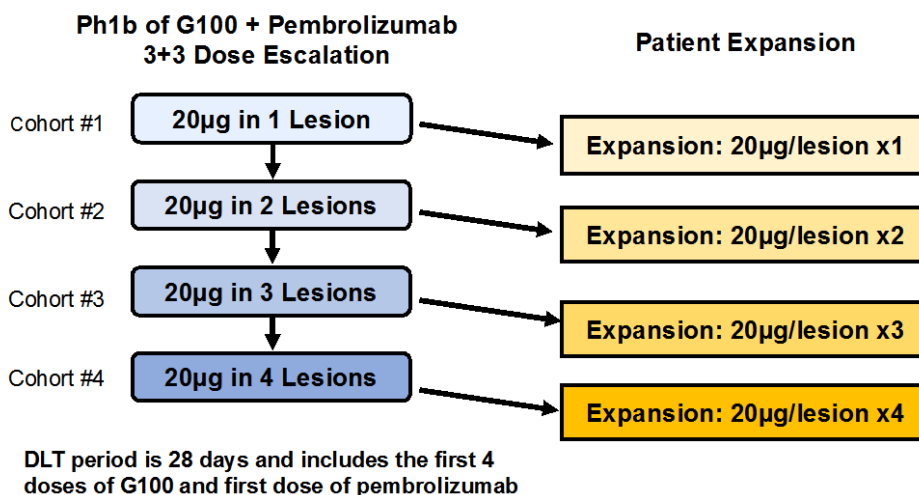 Ph1b of G100 + Pembrolizumab
3+3 Dose Escalation
Patient Expansion
Cohort #1
20µg in 1 Lesion
Expansion: 20µg/lesion x1
Cohort #2
20µg in 2 Lesions
Expansion: 20µg/lesion x2
Cohort #3
20µg in 3 Lesions
Expansion: 20µg/lesion x3
Cohort #4
20µg in 4 Lesions
Expansion: 20µg/lesion x4
DLT period is 28 days and includes the first 4
doses of G100 and first dose of pembrolizumab